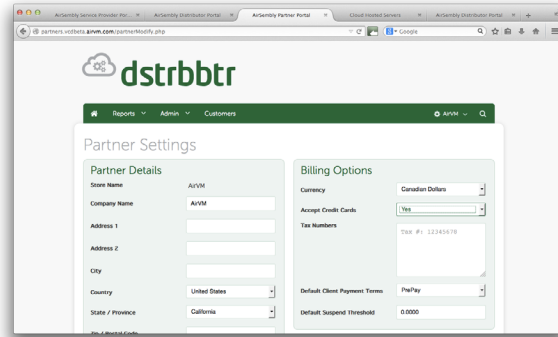 AirSembly Service Provider Por...
AirSembly Distributor Portal
AirSembly Partner Portal
Cloud Hosted Servers
AirSembly Distributor Portal
partners.vcdbeta.airvm.com/partnerModify.php
Google
dstrbbtr
Reports
Admin
Customers
AirVM
Partner Settings
Partner Details
Store Name AirVM
Company Name AirVM
Address 1
Address 2
City
Country United States
State / Province California
Zip / Postal Code
Billing Options
Currency Canadian Dollars
Accept Credit Cards Yes
Tax Numbers Tax #: 12345678
Default Client Payment Terms PrePay
Default Suspend Threshold 0.0000